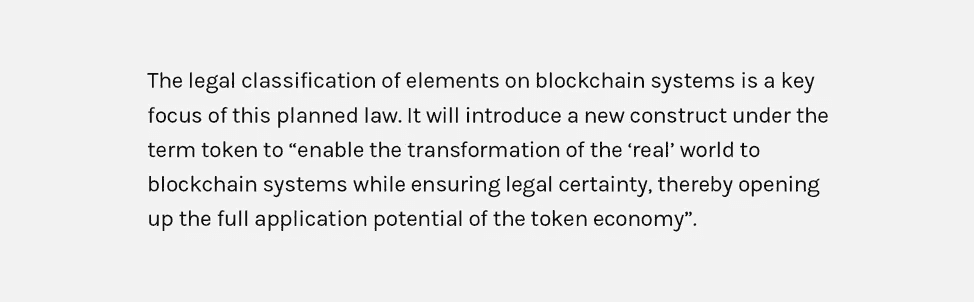 The legal classification of elements on blockchain systems is a key
focus of this planned law. It will introduce a new construct under the
term token to “enable the transformation of the ‘real’ world to
blockchain systems while ensuring legal certainty, thereby opening
up the full application potential of the token economy”.